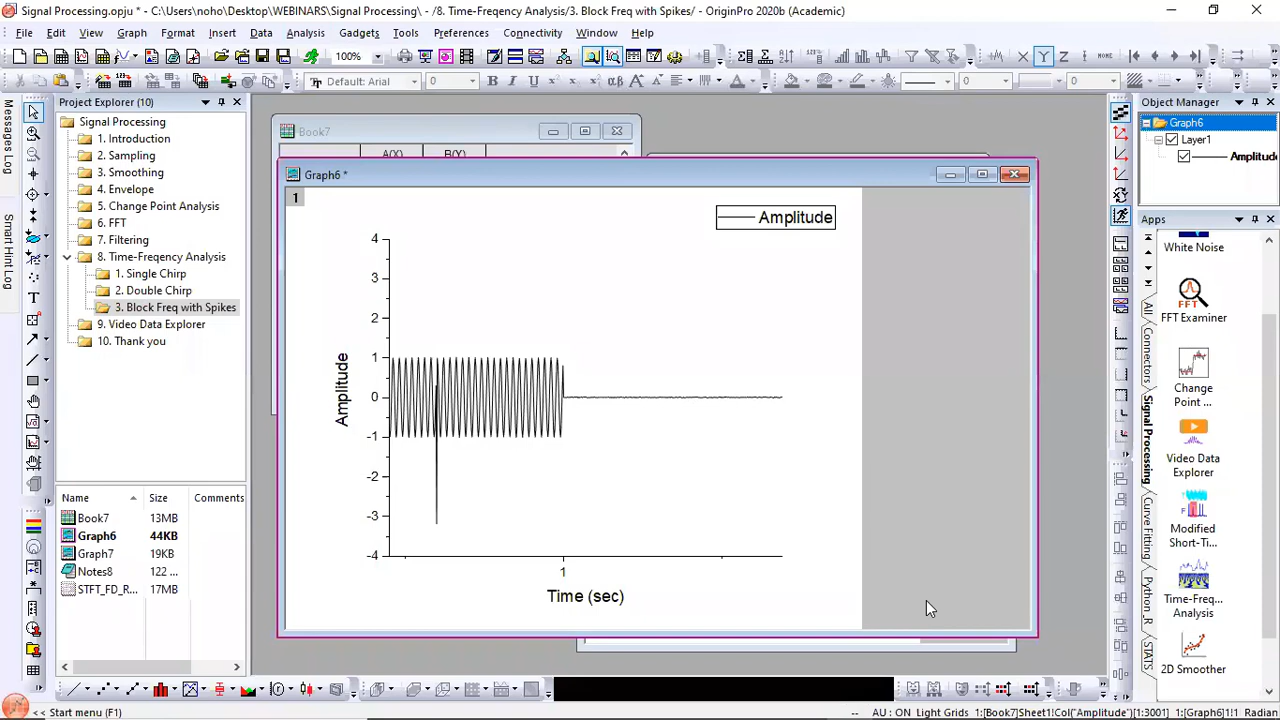 Signal Processing.opju * - C:\Users\noho\Desktop\WEBINARS\Signal Processing\ - /8. Time-Freqency Analysis/3. Block Freq with Spikes/ - OriginPro 2020b (Academic)
File Edit View Graph Format Insert Data Analysis Gadgets Tools Preferences Connectivity Window Help
100%
Default: Arial 0 B I U 0 0
Messages Log
Smart Hint Log
Project Explorer (10)
Signal Processing
1. Introduction
2. Sampling
3. Smoothing
4. Envelope
5. Change Point Analysis
6. FFT
7. Filtering
8. Time-Freqency Analysis
1. Single Chirp
2. Double Chirp
3. Block Freq with Spikes
9. Video Data Explorer
10. Thank you
Name Size Comments
Book7 13MB
Graph6 44KB
Graph7 19KB
Notes8 122 ...
STFT_FD_R... 17MB
Book7
A(X) B(Y)
Graph6 *
1
Amplitude
4
3
2
1
0
-1
-2
-3
-4
Amplitude
1
Time (sec)
Object Manager
Graph6
Layer1
Amplitude
Apps
All
Connectors
Signal Processing
Curve Fitting
Python_R
STATS
White Noise
FFT Examiner
Change
Point ...
Video Data
Explorer
Modified
Short-Ti...
Time-Freq...
Analysis
2D Smoother
<< Start menu (F1)
-- AU : ON Light Grids 1:[Book7]Sheet1!Col("Amplitude")[1:3001] 1:[Graph6]1!1 Radian